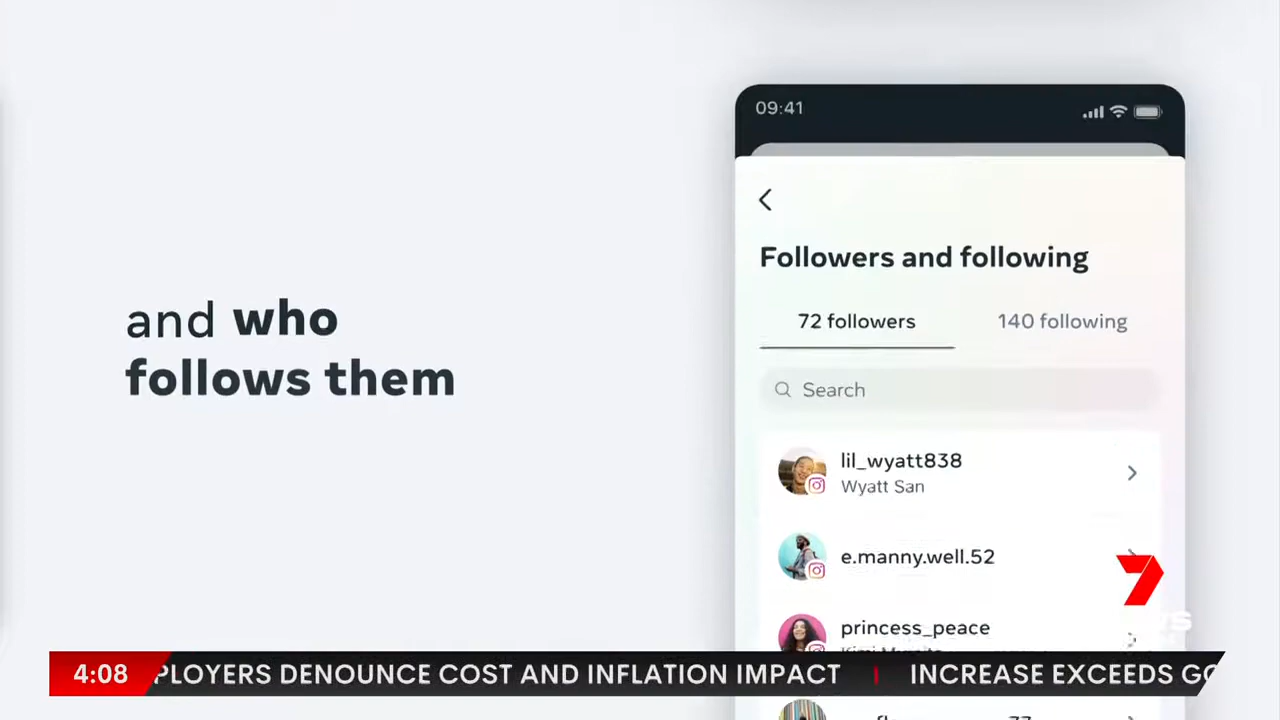 and who
follows them
09:41
Followers and following
72 followers
140 following
Search
lil_wyatt838
Wyatt San
e.manny.well.52
princess_peace
4:08
PLOYERS DENOUNCE COST AND INFLATION IMPACT | INCREASE EXCEEDS